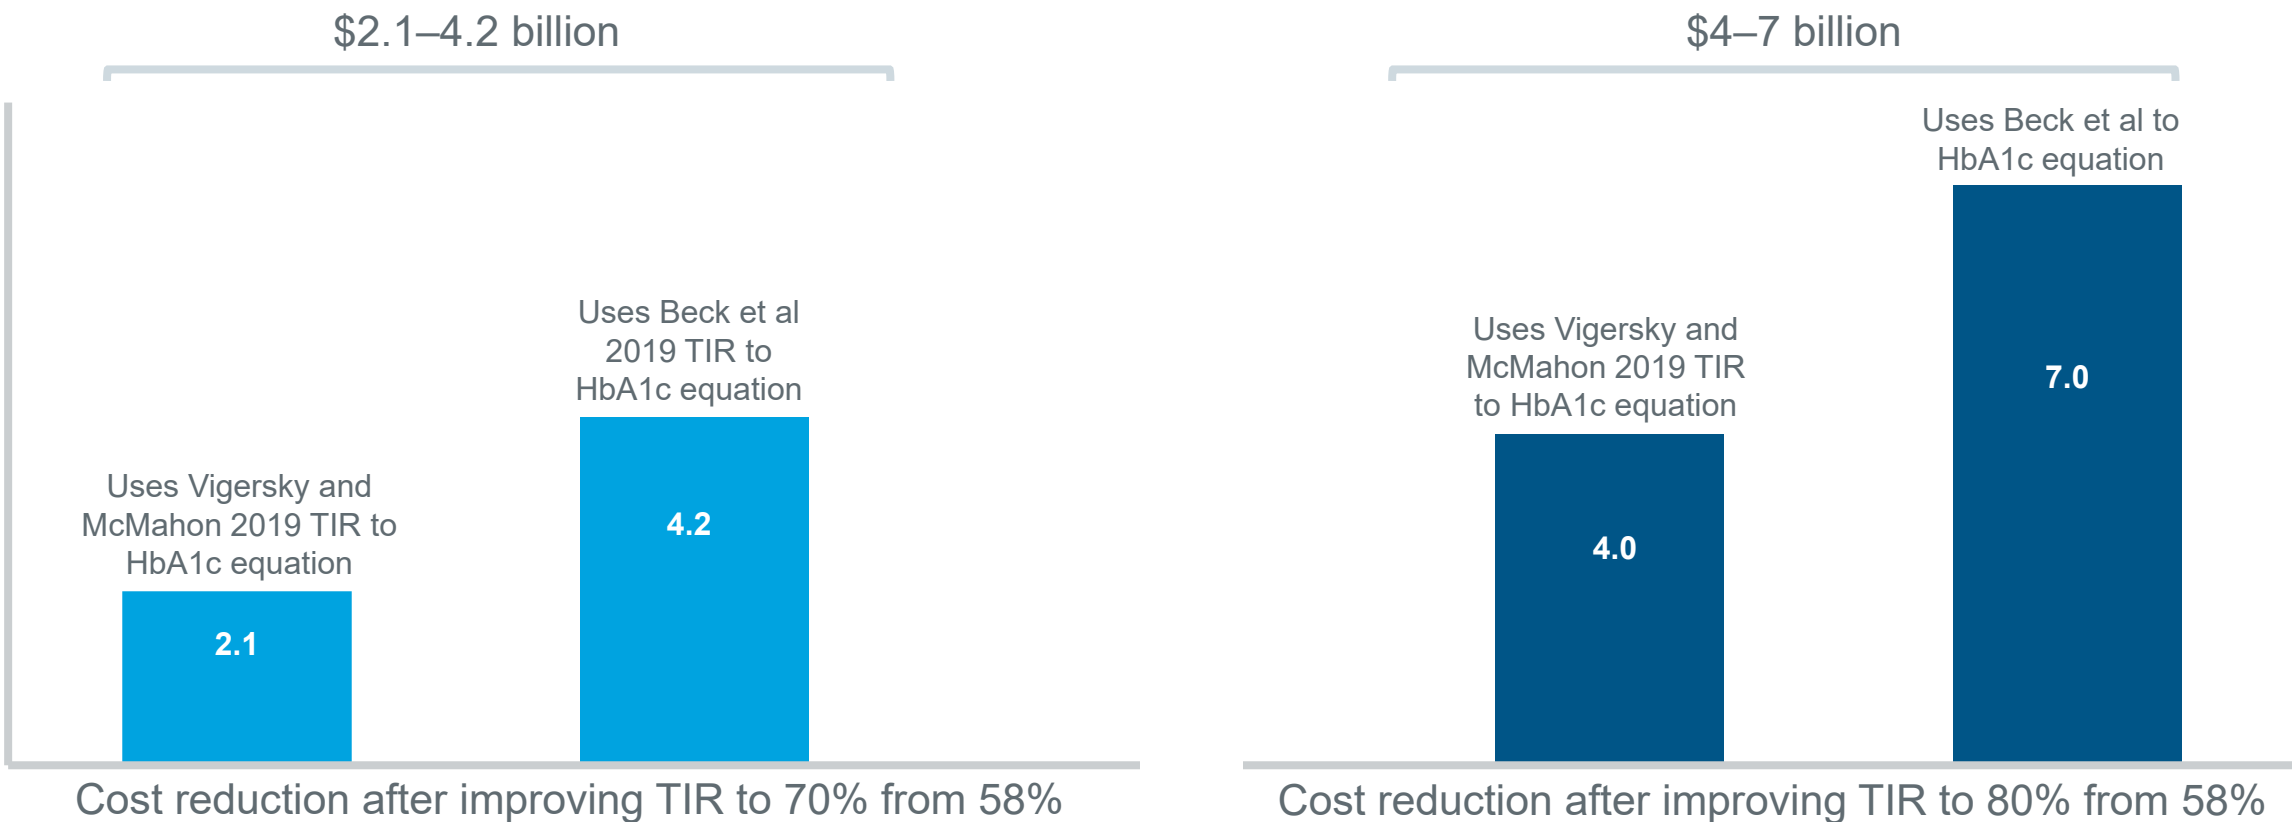 $2.1–4.2 billion
Uses Vigersky and
McMahon 2019 TIR to
HbA1c equation
2.1
Uses Beck et al
2019 TIR to
HbA1c equation
4.2
Cost reduction after improving TIR to 70% from 58%
$4–7 billion
Uses Vigersky and
McMahon 2019 TIR
to HbA1c equation
4.0
Uses Beck et al to
HbA1c equation
7.0
Cost reduction after improving TIR to 80% from 58%